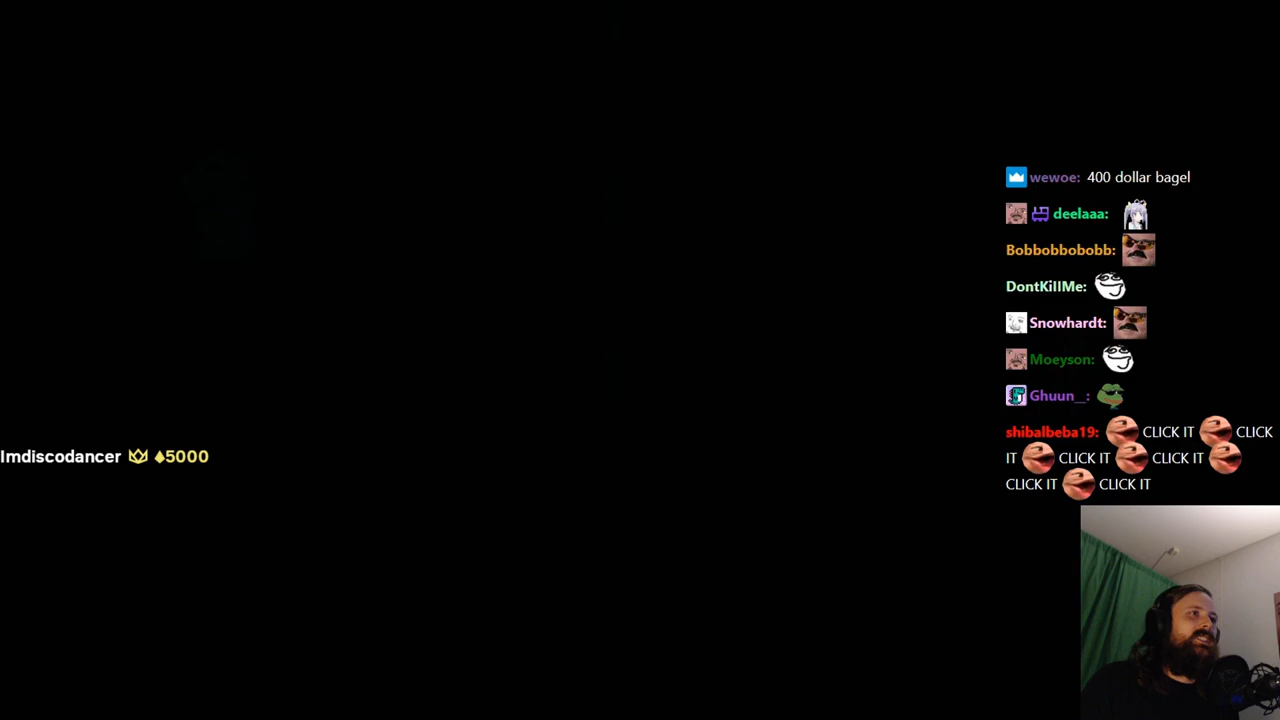 wewoe: 400 dollar bagel
deelaaa:
Bobbobbobobb:
DontKillMe:
Snowhardt:
Moeyson:
Ghuun__:
shibalbeba19: CLICK IT CLICK
IT CLICK IT CLICK IT
CLICK IT CLICK IT
Imdiscodancer 5000